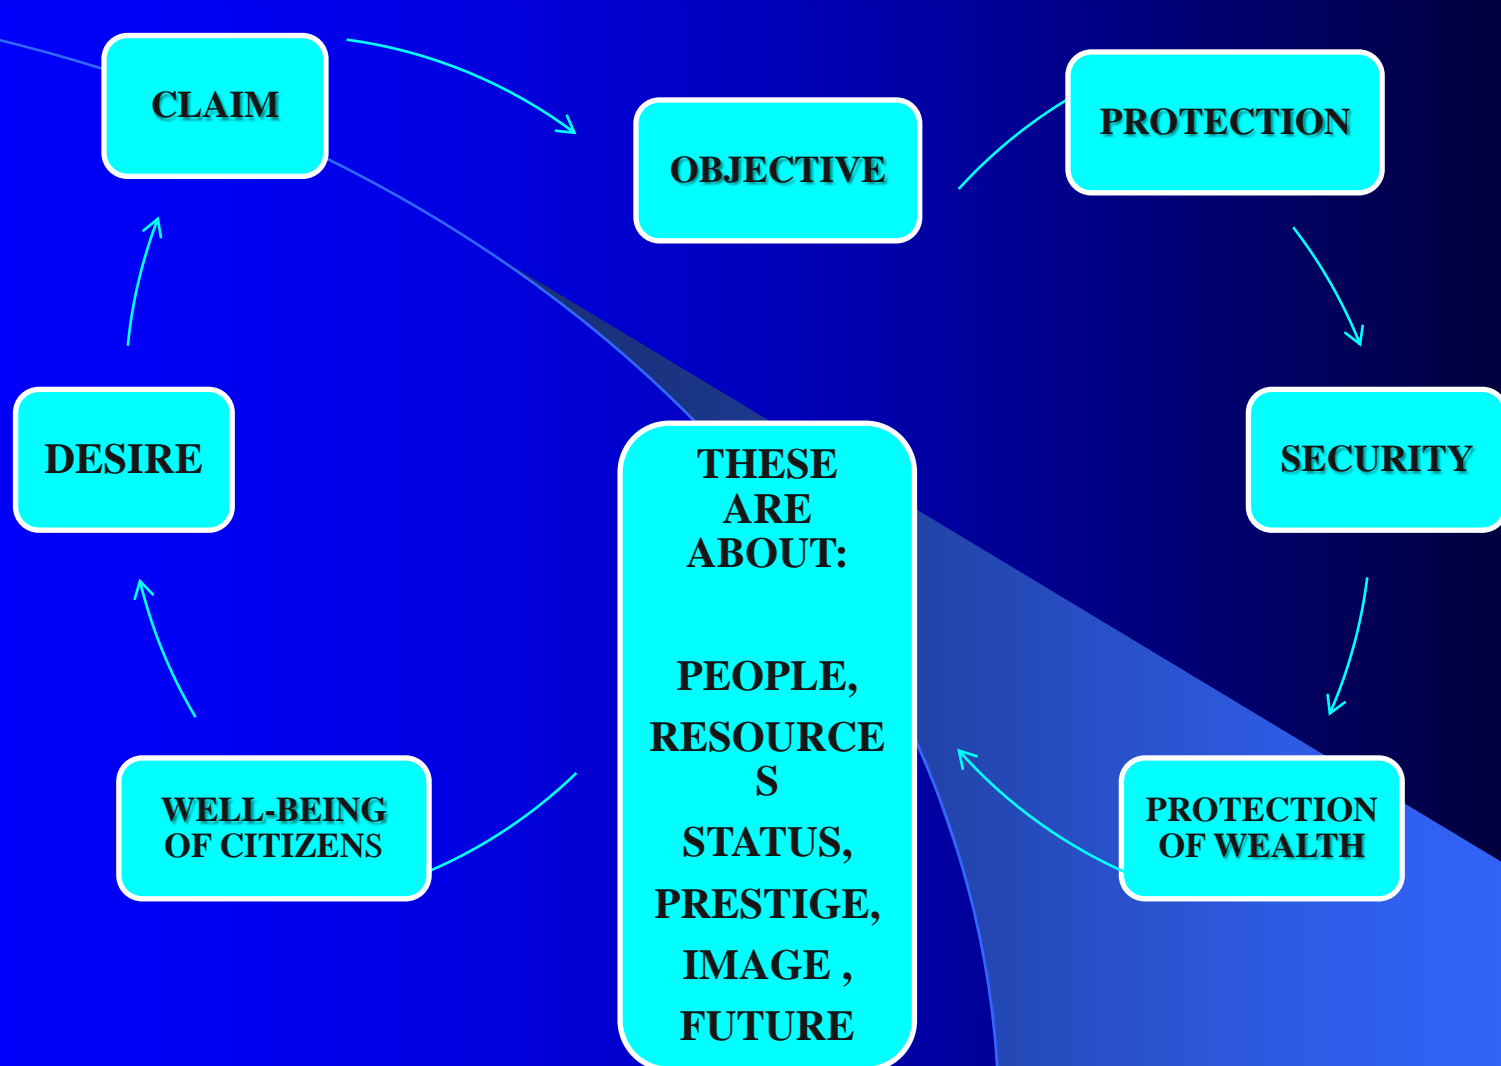 CLAIM
OBJECTIVE
PROTECTION
SECURITY
PROTECTION
OF WEALTH
THESE
ARE
ABOUT:
PEOPLE,
RESOURCE
S
STATUS,
PRESTIGE,
IMAGE ,
FUTURE
WELL-BEING
OF CITIZENS
DESIRE